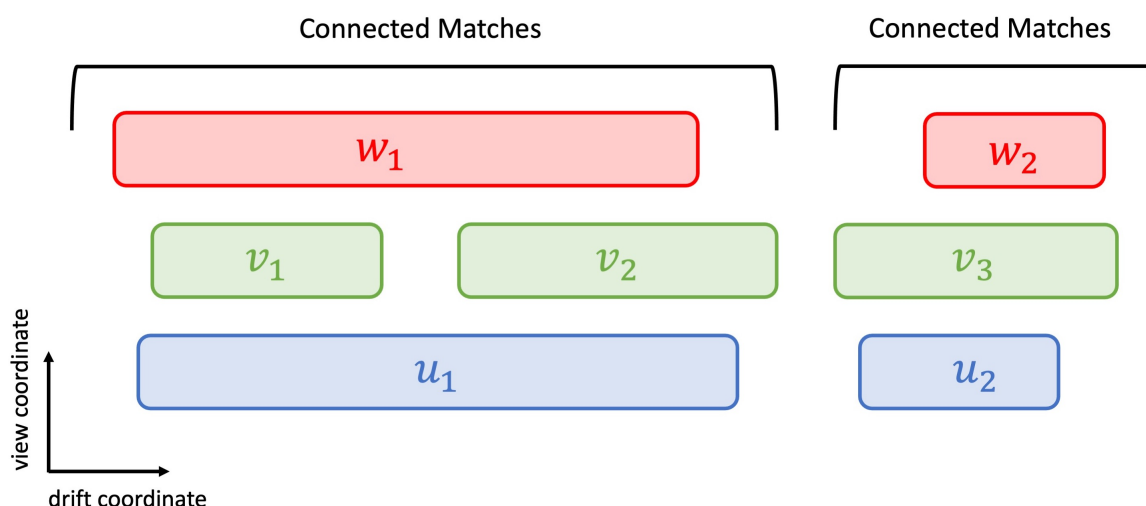 Connected Matches
Connected Matches
w₁
w₂
v₁
v₂
v₃
u₁
u₂
view coordinate
drift coordinate